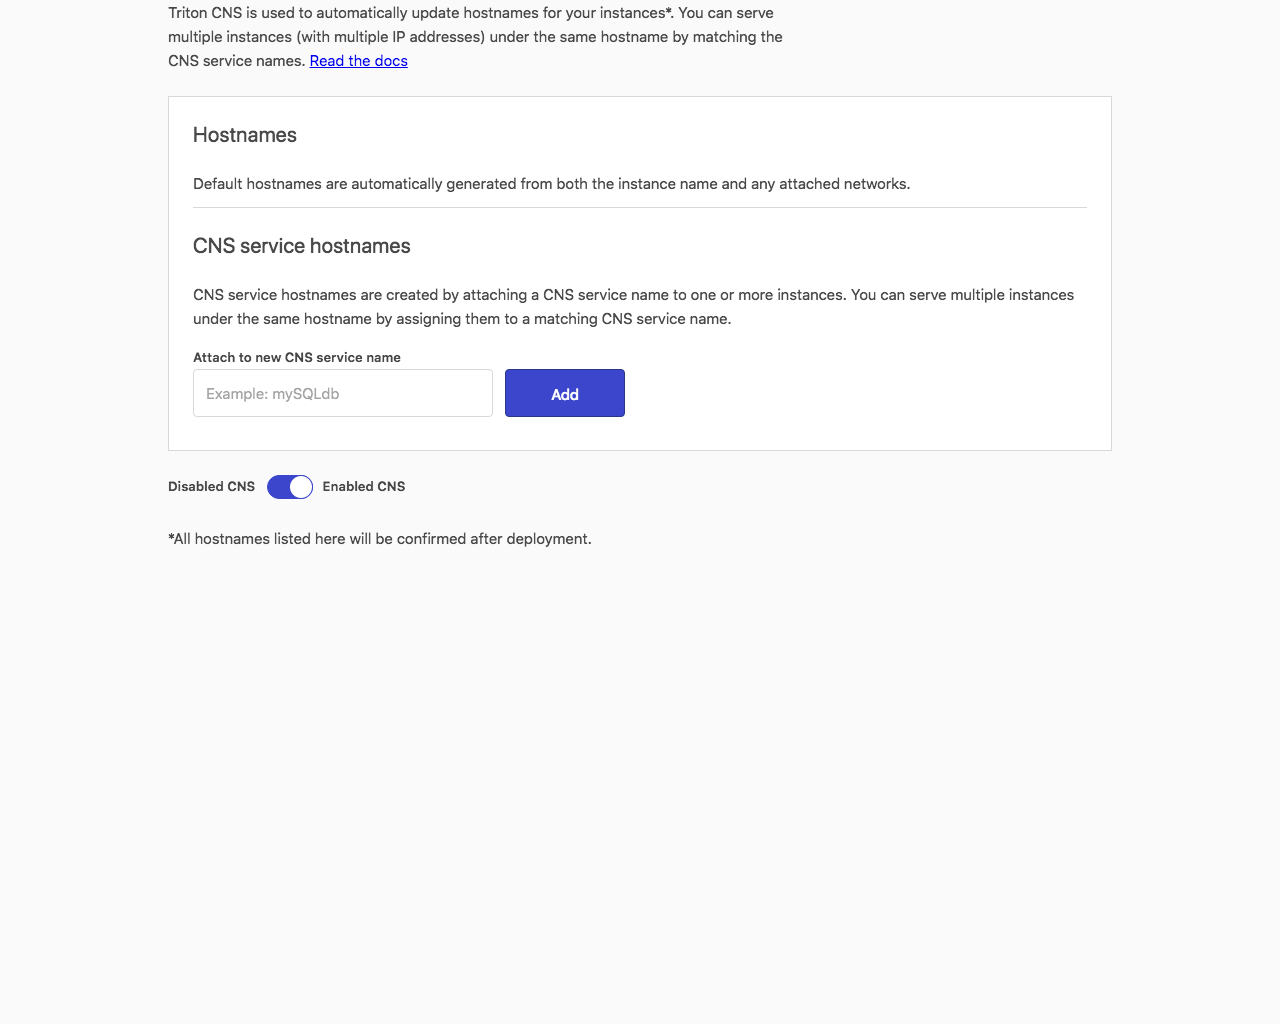 Triton CNS is used to automatically update hostnames for your instances*. You can serve
multiple instances (with multiple IP addresses) under the same hostname by matching the
CNS service names. Read the docs
Hostnames
Default hostnames are automatically generated from both the instance name and any attached networks.
CNS service hostnames
CNS service hostnames are created by attaching a CNS service name to one or more instances. You can serve multiple instances
under the same hostname by assigning them to a matching CNS service name.
Attach to new CNS service name
Example: mySQLdb
Add
Disabled CNS Enabled CNS
*All hostnames listed here will be confirmed after deployment.